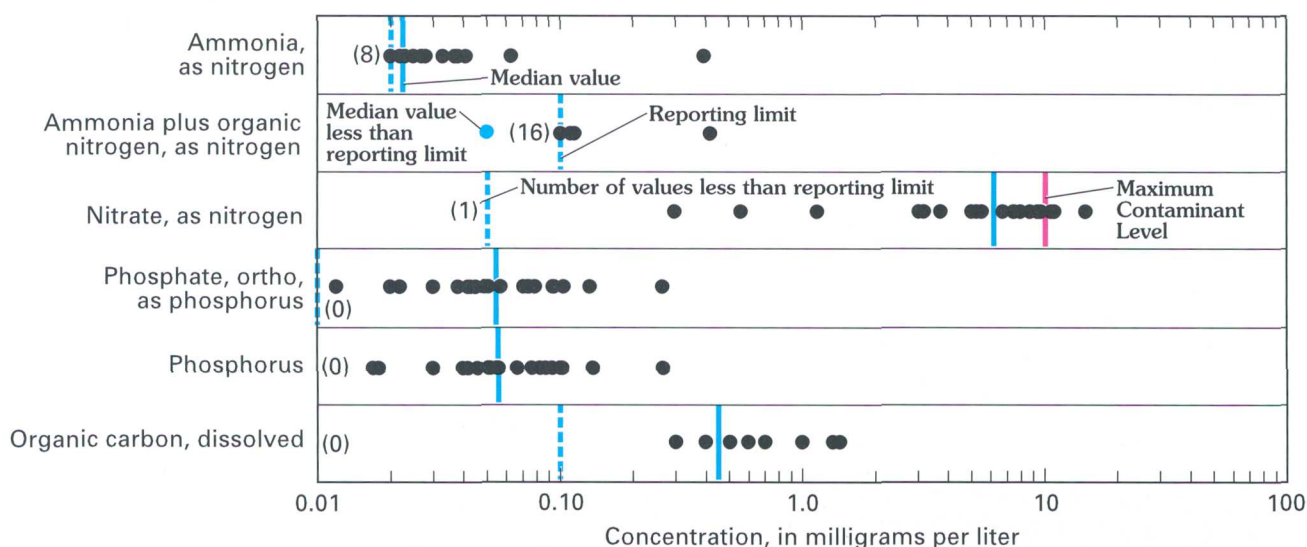 Ammonia,
as nitrogen
(8)
Median value
Ammonia plus organic
nitrogen, as nitrogen
Median value
less than
reporting limit
(16)
Reporting limit
Nitrate, as nitrogen
(1)
Number of values less than reporting limit
Maximum
Contaminant
Level
Phosphate, ortho,
as phosphorus
(0)
Phosphorus
(0)
Organic carbon, dissolved
(0)
0.01 0.10 1.0 10 100
Concentration, in milligrams per liter